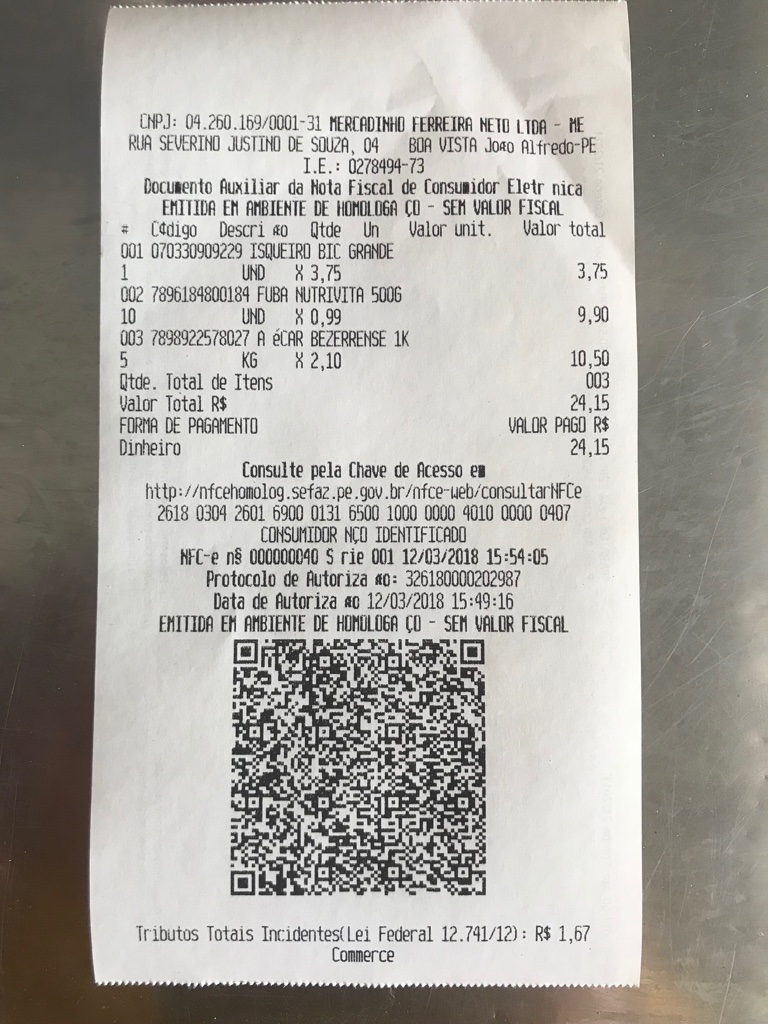 CNPJ: 04.260.169/0001-31 MERCADINHO FERREIRA NETO LTDA - ME
RUA SEVERINO JUSTINO DE SOUZA, 04 BOA VISTA João Alfredo-PE
I.E.: 0278494-73
Documento Auxiliar da Nota Fiscal de Consumidor Eletr nica
EMITIDA EM AMBIENTE DE HOMOLOGA ÇO - SEM VALOR FISCAL
# C¢digo Descri ão Qtde Un Valor unit. Valor total
001 070330909229 ISQUEIRO BIC GRANDE
1 UND X 3,75 3,75
002 7896184800184 FUBA NUTRIVITA 500G
10 UND X 0,99 9,90
003 7898922578027 A éCAR BEZERRENSE 1K
5 KG X 2,10 10,50
Qtde. Total de Itens 003
Valor Total R$ 24,15
FORMA DE PAGAMENTO VALOR PAGO R$
Dinheiro 24,15
Consulte pela Chave de Acesso em
http://nfcehomolog.sefaz.pe.gov.br/nfce-web/consultarNFCe
2618 0304 2601 6900 0131 6500 1000 0000 4010 0000 0407
CONSUMIDOR NÇO IDENTIFICADO
NFC-e n§ 000000040 S rie 001 12/03/2018 15:54:05
Protocolo de Autoriza ão: 326180000202987
Data de Autoriza ão 12/03/2018 15:49:16
EMITIDA EM AMBIENTE DE HOMOLOGA ÇO - SEM VALOR FISCAL
Tributos Totais Incidentes(Lei Federal 12.741/12): R$ 1,67
Commerce